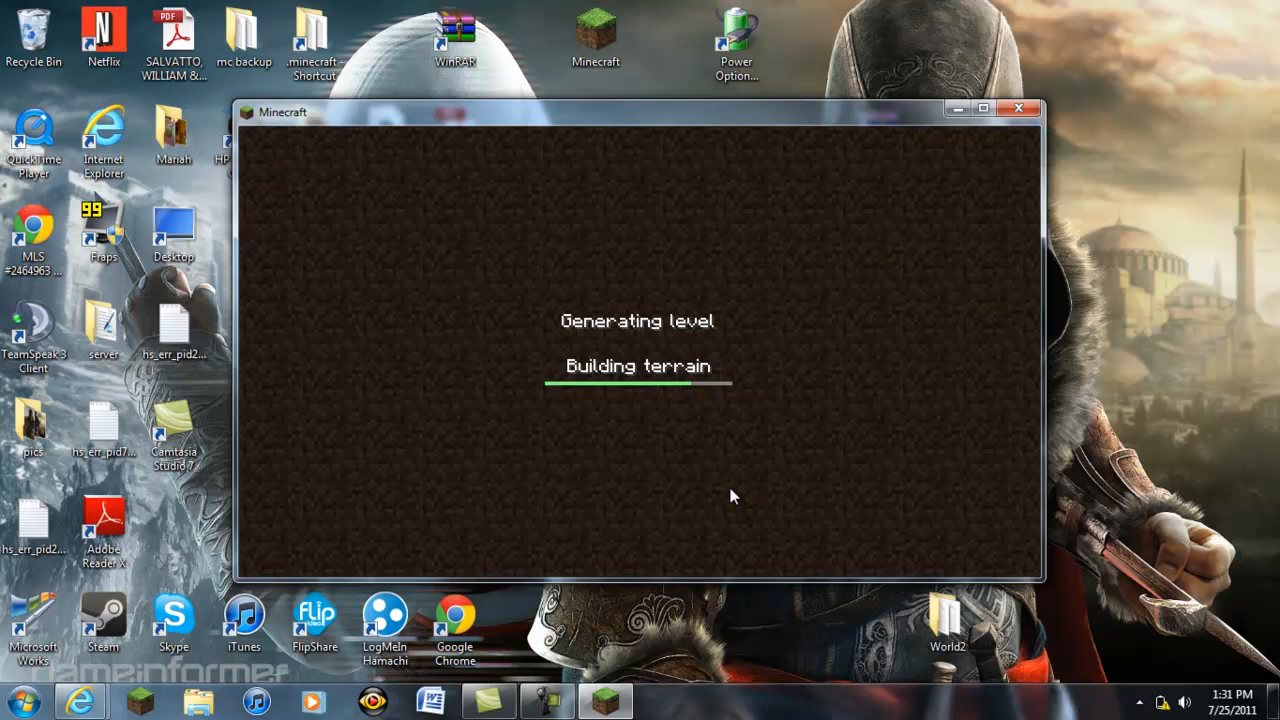 Recycle Bin
Netflix
SALVATTO,
WILLIAM &...
mc backup
.minecraft -
Shortcut
WinRAR
Minecraft
Power
Option...
PDF
N
Minecraft
QuickTime
Player
Internet
Explorer
Mariah
HP
MLS
#2464963 ...
99
Fraps
Desktop
Generating level
Building terrain
TeamSpeak 3
Client
server
hs_err_pid2...
pics
hs_err_pid7...
Camtasia
Studio 7
hs_err_pid2...
Adobe
Reader X
Microsoft
Works
Steam
Skype
iTunes
flip
FlipShare
LogMeIn
Hamachi
Google
Chrome
World2
gameinformer
1:31 PM
7/25/2011